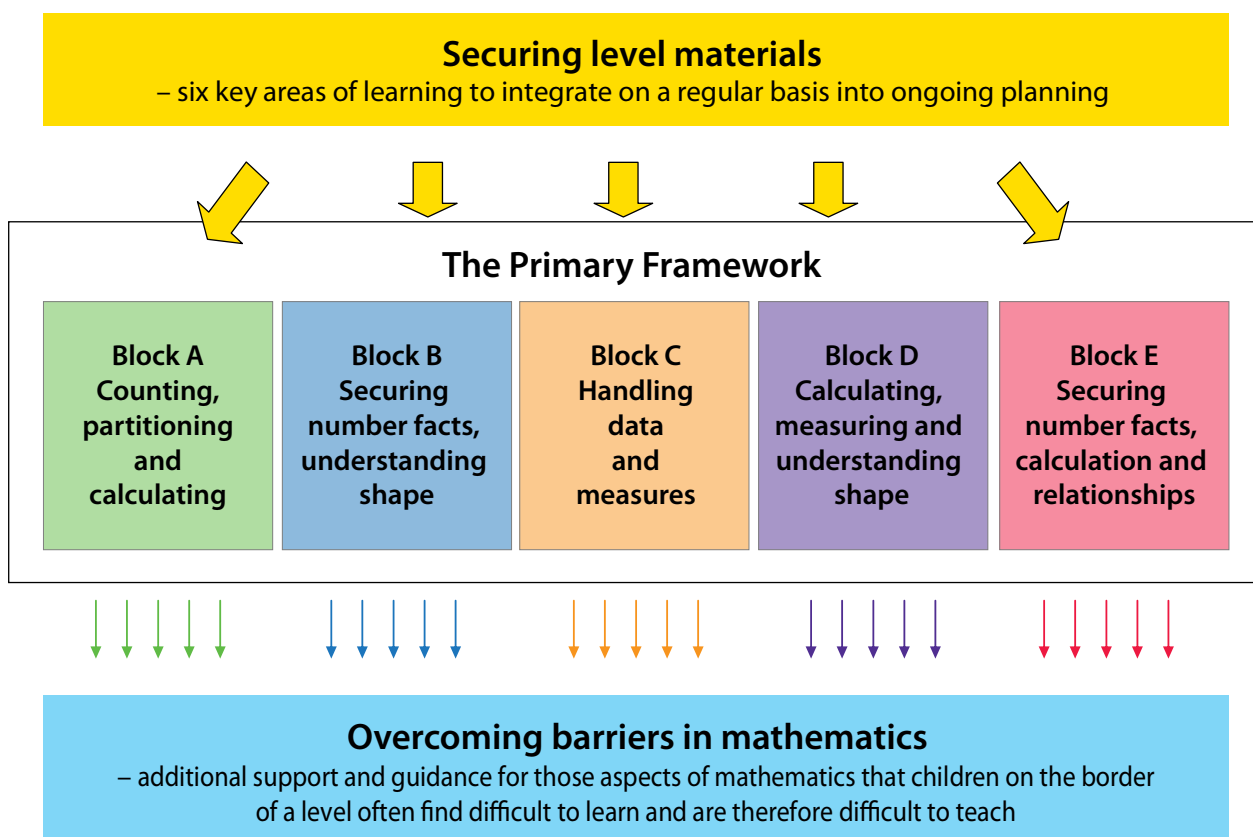 Securing level materials
– six key areas of learning to integrate on a regular basis into ongoing planning
The Primary Framework
Block A
Counting,
partitioning
and
calculating
Block B
Securing
number facts,
understanding
shape
Block C
Handling
data
and
measures
Block D
Calculating,
measuring and
understanding
shape
Block E
Securing
number facts,
calculation and
relationships
Overcoming barriers in mathematics
– additional support and guidance for those aspects of mathematics that children on the border
of a level often find difficult to learn and are therefore difficult to teach